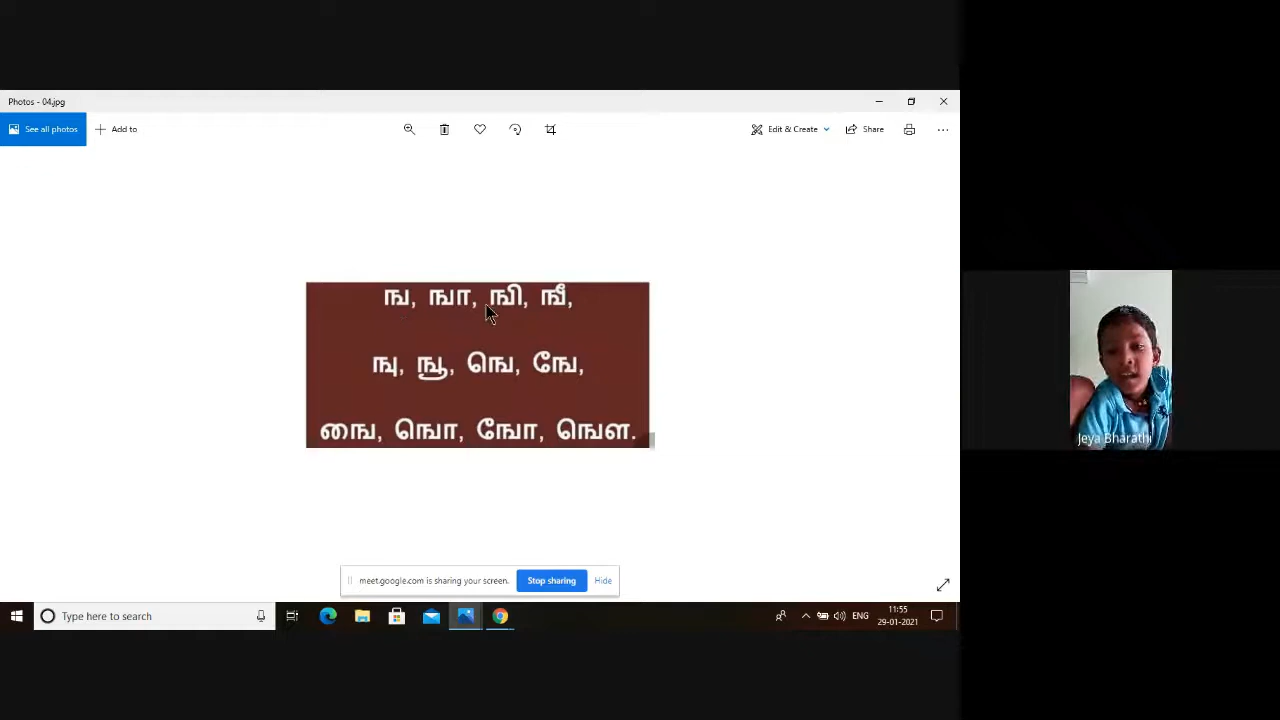 Photos - 04.jpg
See all photos
Add to
Edit & Create
Share
ங, ஙா, ஙி, ஙீ,
ஙு, ஙூ, ஙெ, ஙே,
ஙை, ஙொ, ஙோ, ஙௌ.
Jeya Bharathi
meet.google.com is sharing your screen.
Stop sharing
Hide
Type here to search
ENG
11:55
29-01-2021